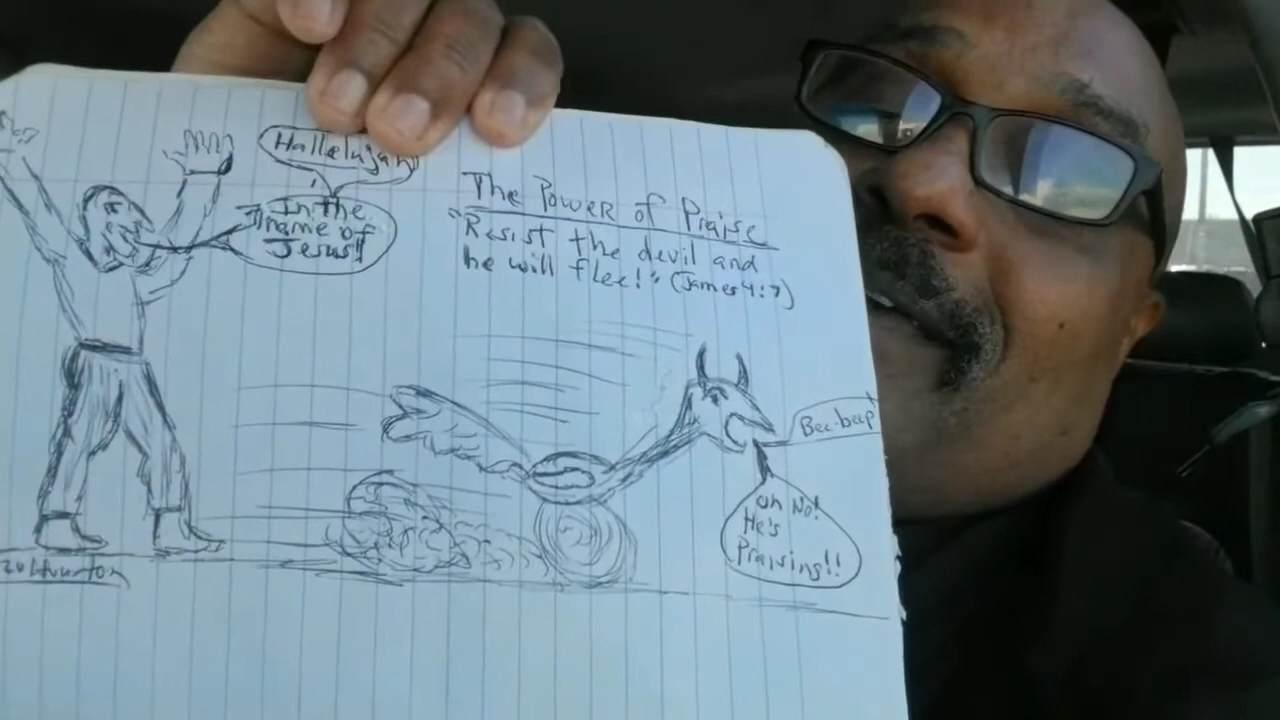 Hallelujah
In The
name of
Jesus!!
The Power of Praise
"Resist the devil and
he will flee!" (James 4:7)
Bee-beep
Oh No!
He's
Praising!!